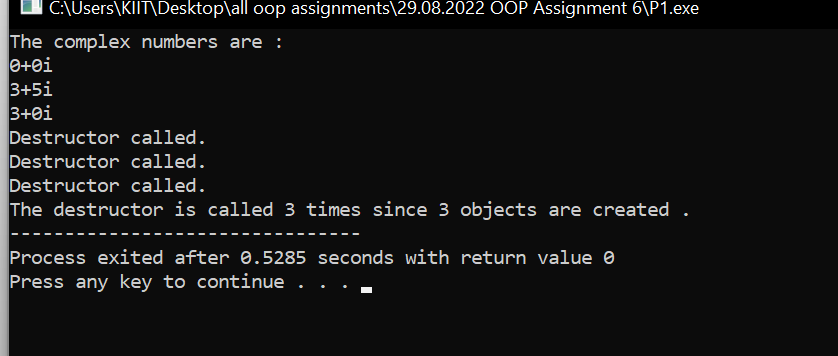 C:\Users\KIIT\Desktop\all oop assignments\29.08.2022 OOP Assignment 6\P1.exe
The complex numbers are :
0+0i
3+5i
3+0i
Destructor called.
Destructor called.
Destructor called.
The destructor is called 3 times since 3 objects are created .
--------------------------------
Process exited after 0.5285 seconds with return value 0
Press any key to continue . . .